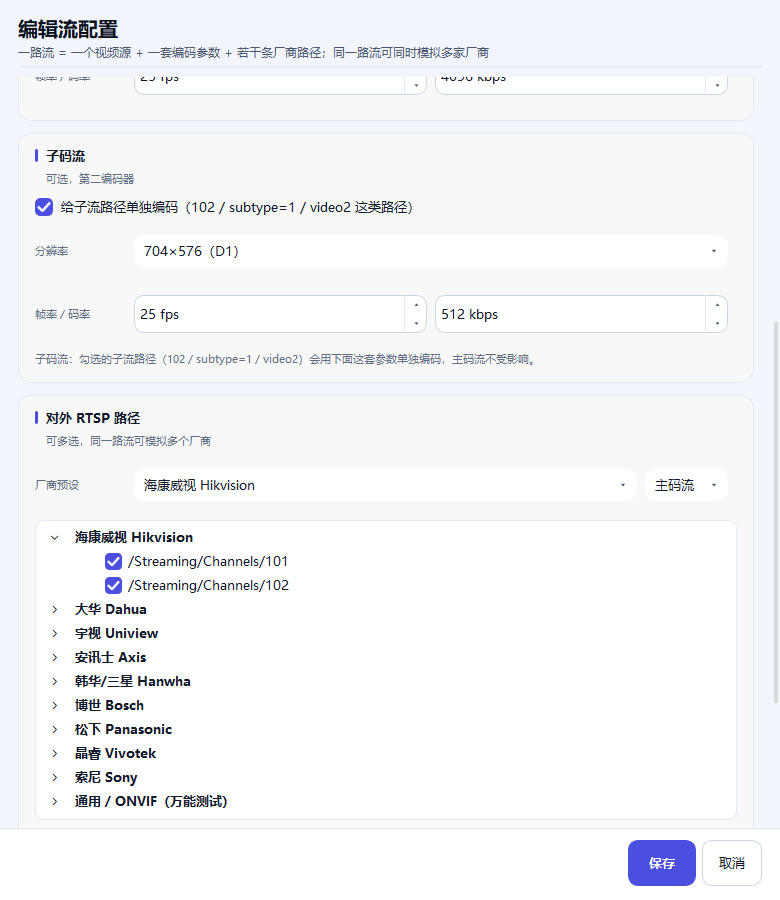 编辑流配置
一路流 = 一个视频源 + 一套编码参数 + 若干条厂商路径；同一路流可同时模拟多家厂商
帧率 / 码率 25 fps 4096 kbps
子码流
可选，第二编码器
给子流路径单独编码（102 / subtype=1 / video2 这类路径）
分辨率 704×576（D1）
帧率 / 码率 25 fps 512 kbps
子码流：勾选的子流路径（102 / subtype=1 / video2）会用下面这套参数单独编码，主码流不受影响。
对外 RTSP 路径
可多选，同一路流可模拟多个厂商
厂商预设 海康威视 Hikvision 主码流
海康威视 Hikvision
/Streaming/Channels/101
/Streaming/Channels/102
大华 Dahua
宇视 Uniview
安讯士 Axis
韩华/三星 Hanwha
博世 Bosch
松下 Panasonic
晶睿 Vivotek
索尼 Sony
通用 / ONVIF（万能测试）
保存 取消